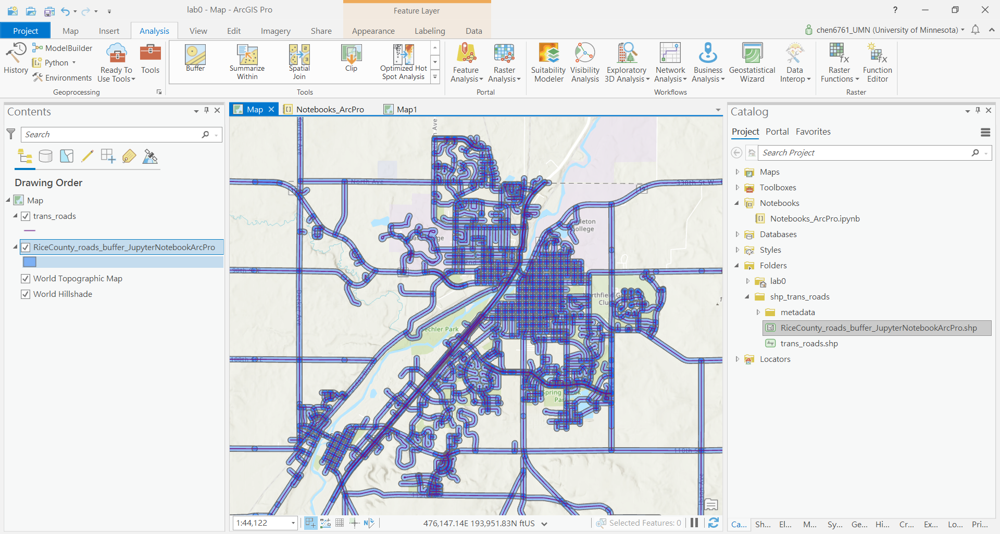 lab0 - Map - ArcGIS Pro
Feature Layer
?
Project
Map
Insert
Analysis
View
Edit
Imagery
Share
Appearance
Labeling
Data
chen6761_UMN (University of Minnesota)
History
ModelBuilder
Python
Environments
Ready To
Use Tools
Tools
Buffer
Summarize
Within
Spatial
Join
Clip
Optimized Hot
Spot Analysis
Feature
Analysis
Raster
Analysis
Suitability
Modeler
Visibility
Analysis
Exploratory
3D Analysis
Network
Analysis
Business
Analysis
Geostatistical
Wizard
Data
Interop
Raster
Functions
Function
Editor
Geoprocessing
Tools
Portal
Workflows
Raster
Contents
Search
Drawing Order
Map
trans_roads
RiceCounty_roads_buffer_JupyterNotebookArcPro
World Topographic Map
World Hillshade
Map
Notebooks_ArcPro
Map1
North Ave
330th St W
College
Park
Spring Creek
Park
1:44,122
476,147.14E 193,951.83N ftUS
Selected Features: 0
Catalog
Project
Portal
Favorites
Search Project
Maps
Toolboxes
Notebooks
Notebooks_ArcPro.ipynb
Databases
Styles
Folders
lab0
shp_trans_roads
metadata
RiceCounty_roads_buffer_JupyterNotebookArcPro.shp
trans_roads.shp
Locators
Ca...
Sh...
El...
M...
Sy...
Ge...
Hi...
Cr...
Ex...
Lo...
Pri...